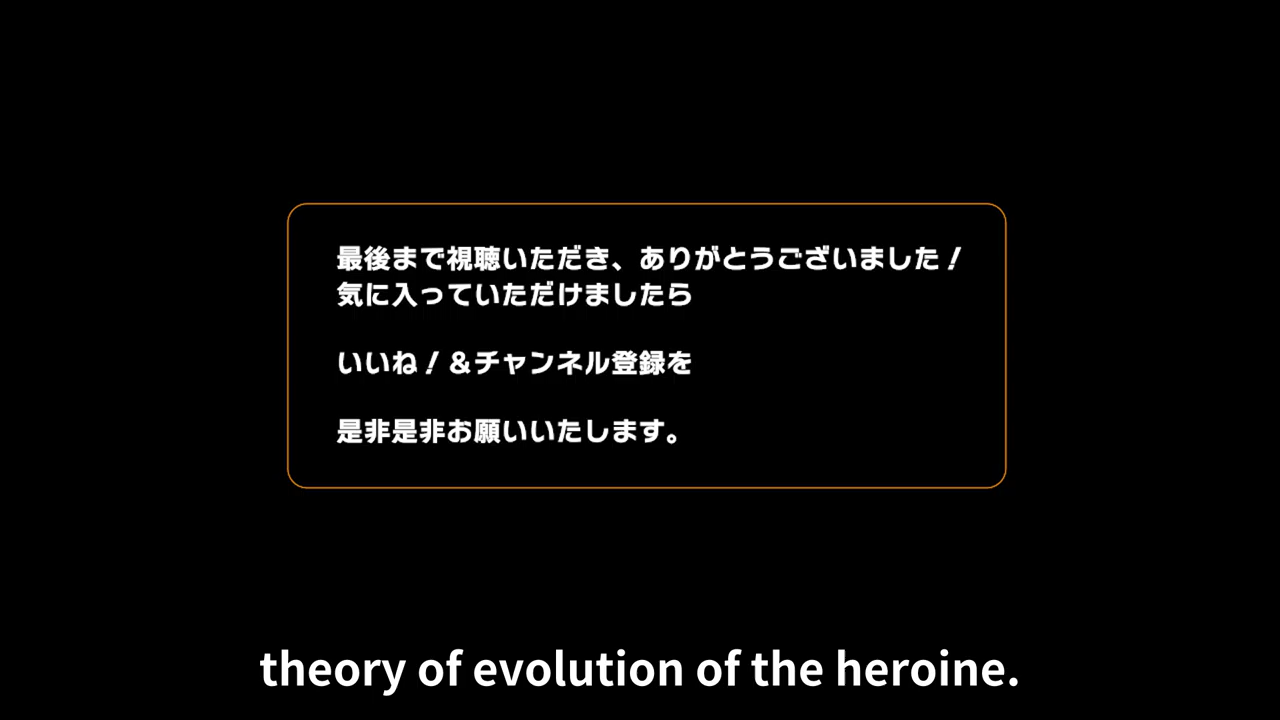 最後まで視聴いただき、ありがとうございました！
気に入っていただけましたら
いいね！＆チャンネル登録を
是非是非お願いいたします。
theory of evolution of the heroine.